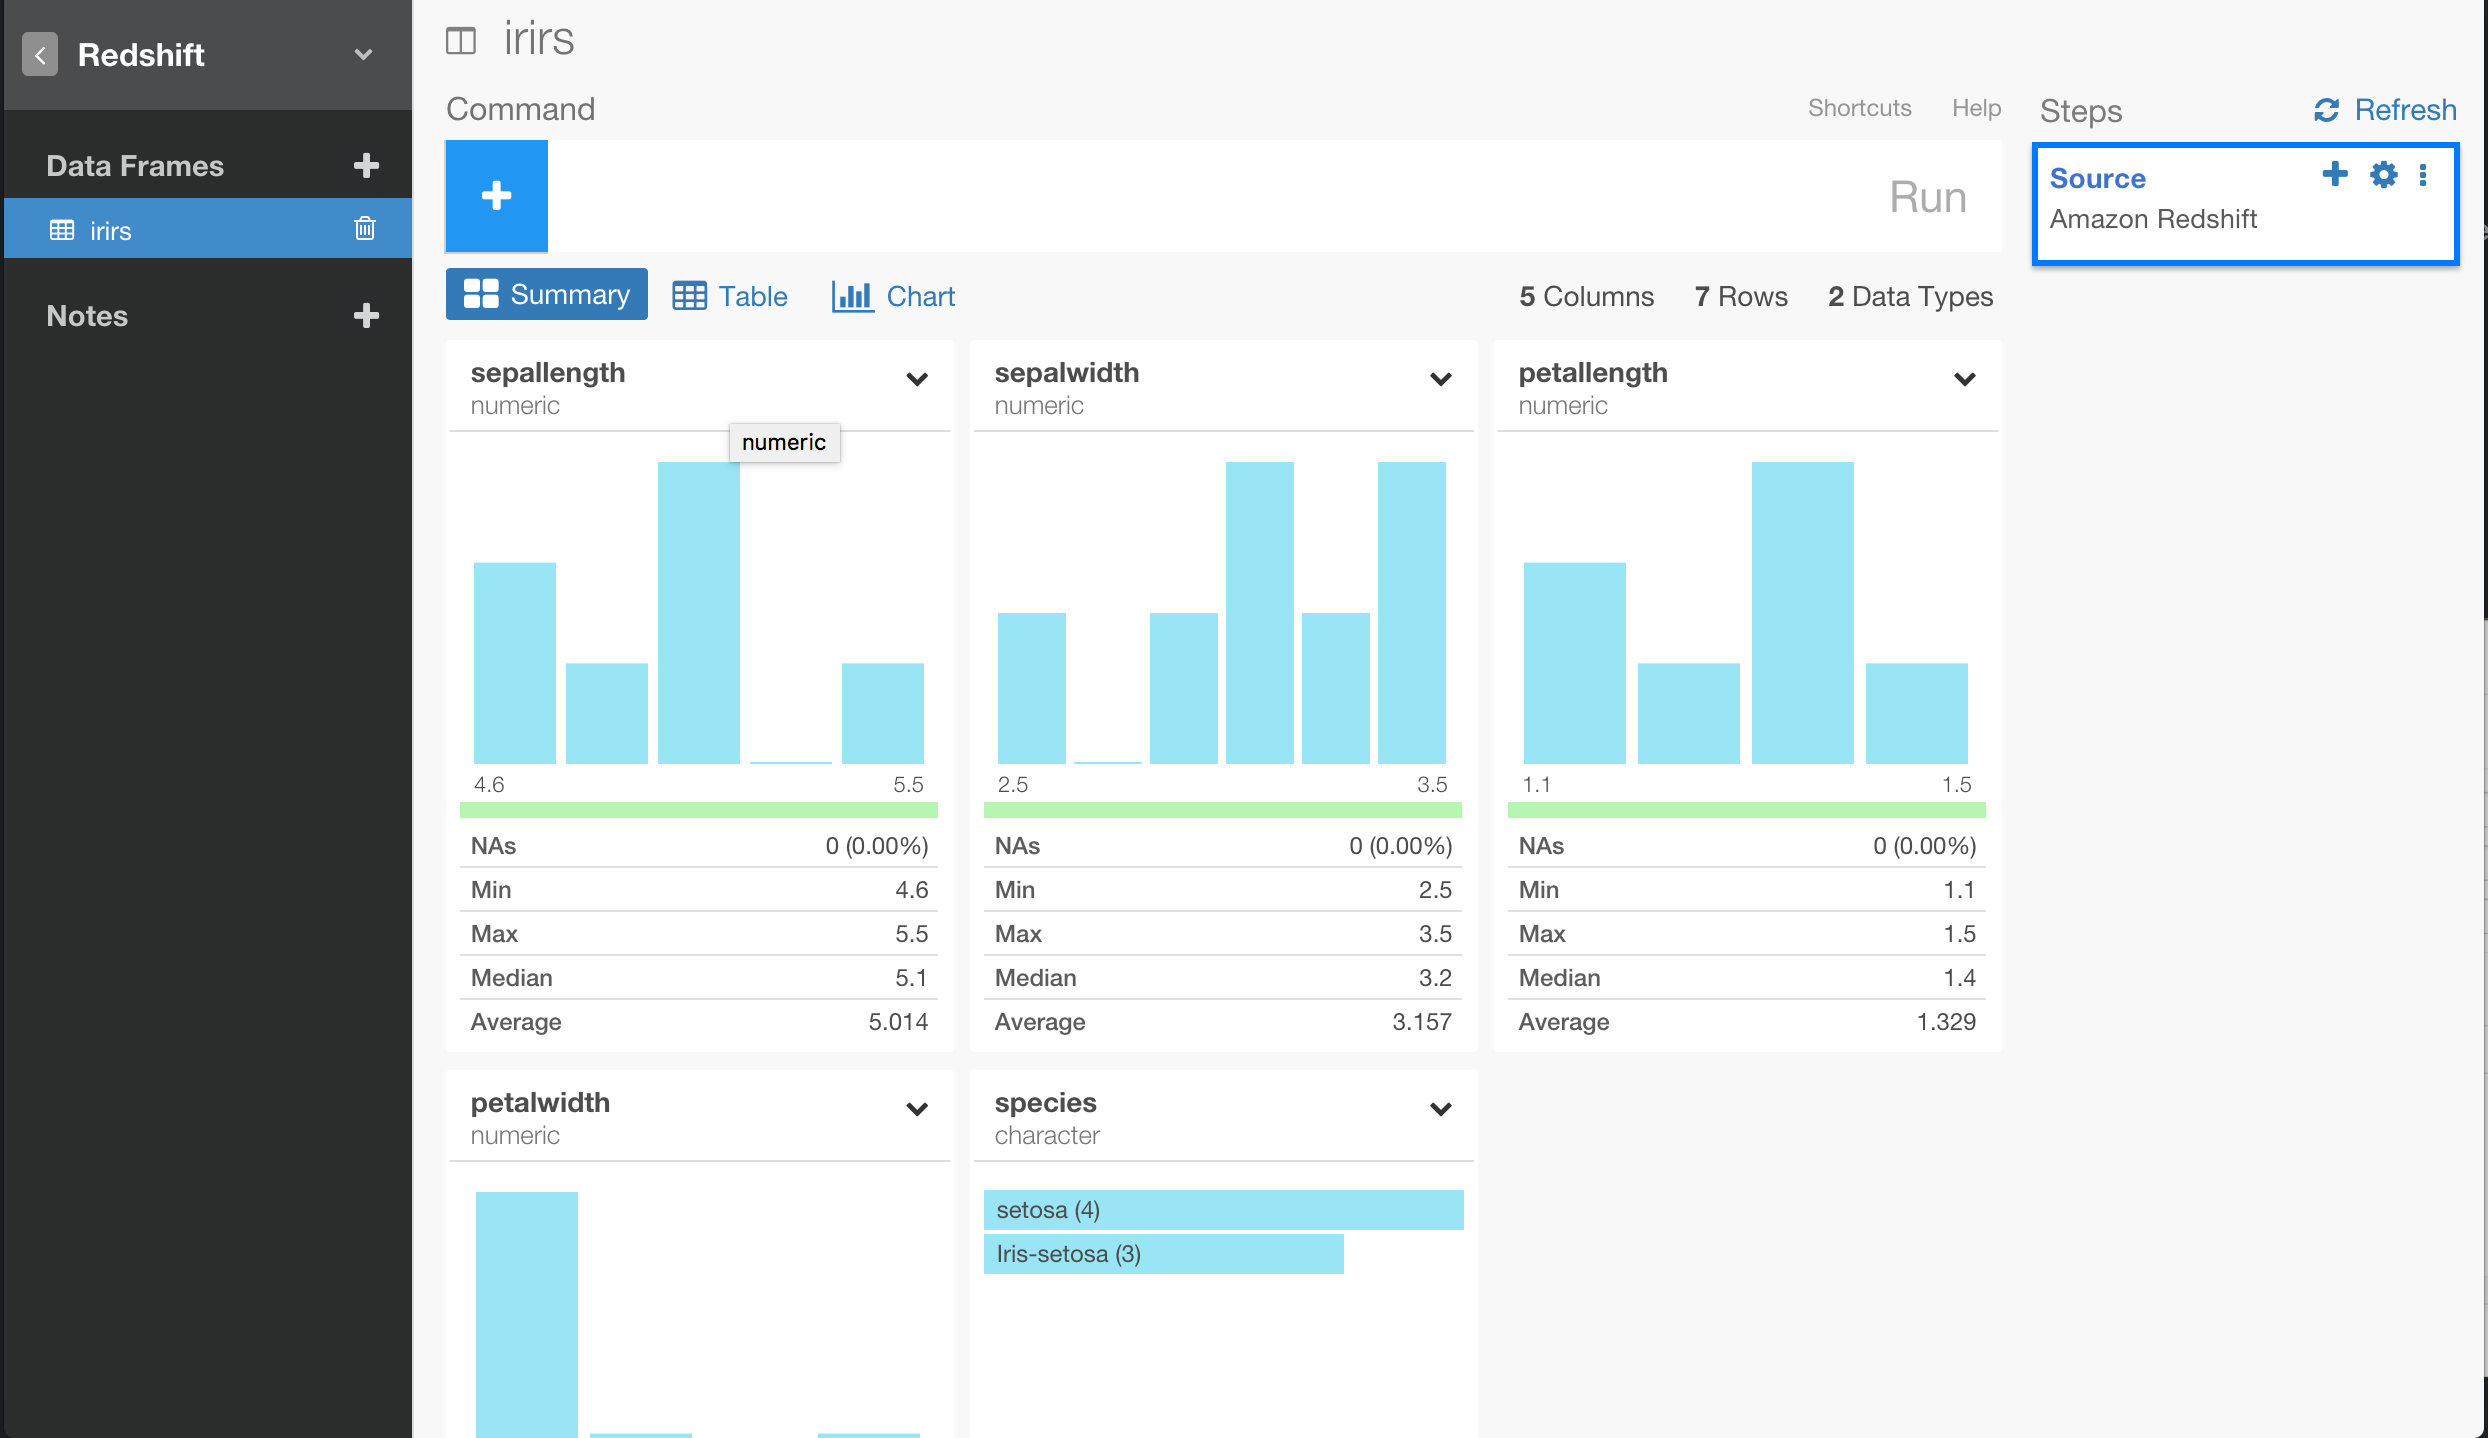 Redshift
Data Frames
irirs
Notes
irirs
Command
Shortcuts Help
Run
Steps
Refresh
Source
Amazon Redshift
Summary Table Chart
5 Columns 7 Rows 2 Data Types
sepallength
numeric
numeric
4.6 5.5
NAs 0 (0.00%)
Min 4.6
Max 5.5
Median 5.1
Average 5.014
sepalwidth
numeric
2.5 3.5
NAs 0 (0.00%)
Min 2.5
Max 3.5
Median 3.2
Average 3.157
petallength
numeric
1.1 1.5
NAs 0 (0.00%)
Min 1.1
Max 1.5
Median 1.4
Average 1.329
petalwidth
numeric
species
character
setosa (4)
Iris-setosa (3)